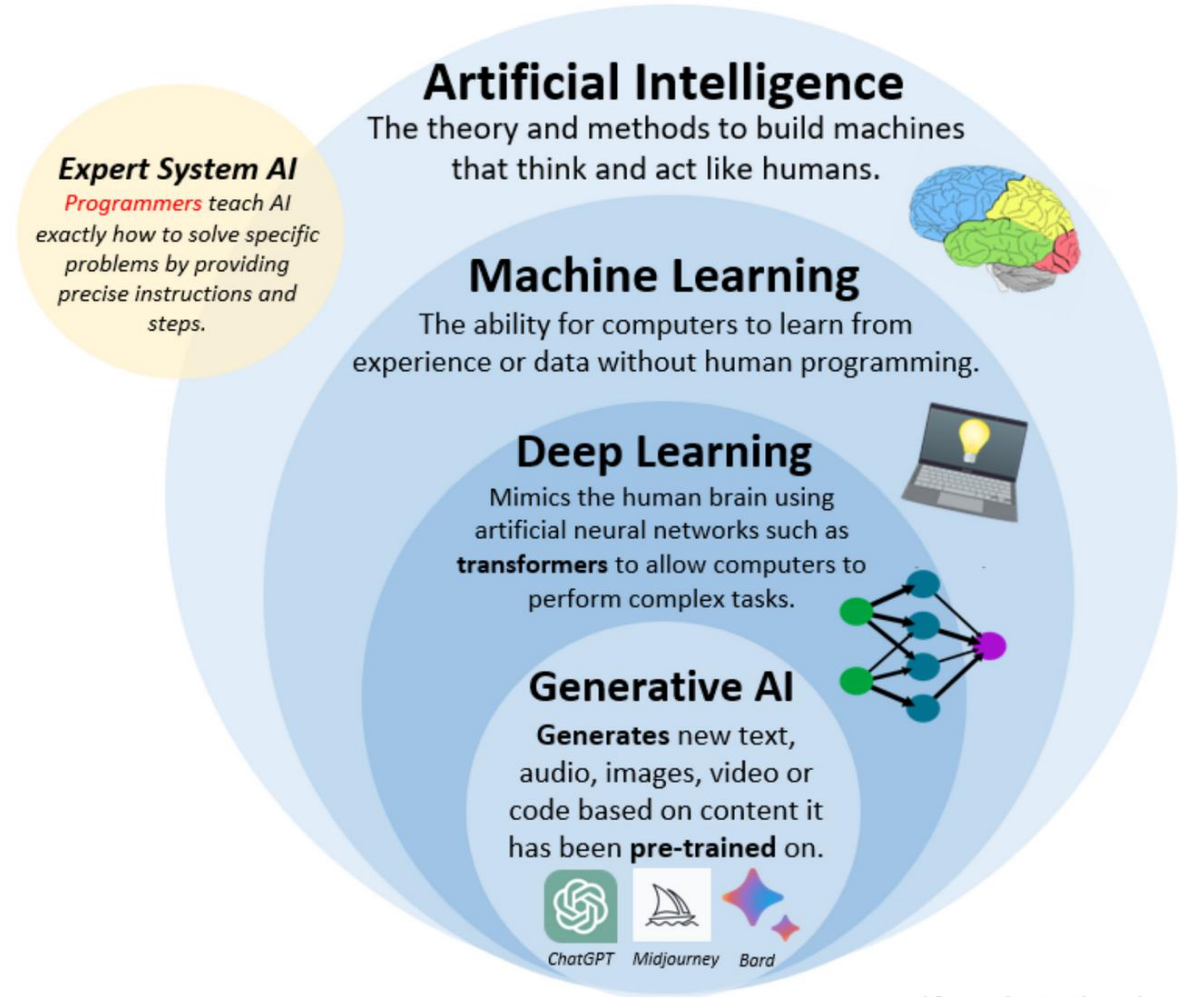 Artificial Intelligence
The theory and methods to build machines
that think and act like humans.
Expert System AI
Programmers teach AI
exactly how to solve specific
problems by providing
precise instructions and
steps.
Machine Learning
The ability for computers to learn from
experience or data without human programming.
Deep Learning
Mimics the human brain using
artificial neural networks such as
transformers to allow computers to
perform complex tasks.
Generative AI
Generates new text,
audio, images, video or
code based on content it
has been pre-trained on.
ChatGPT Midjourney Bard